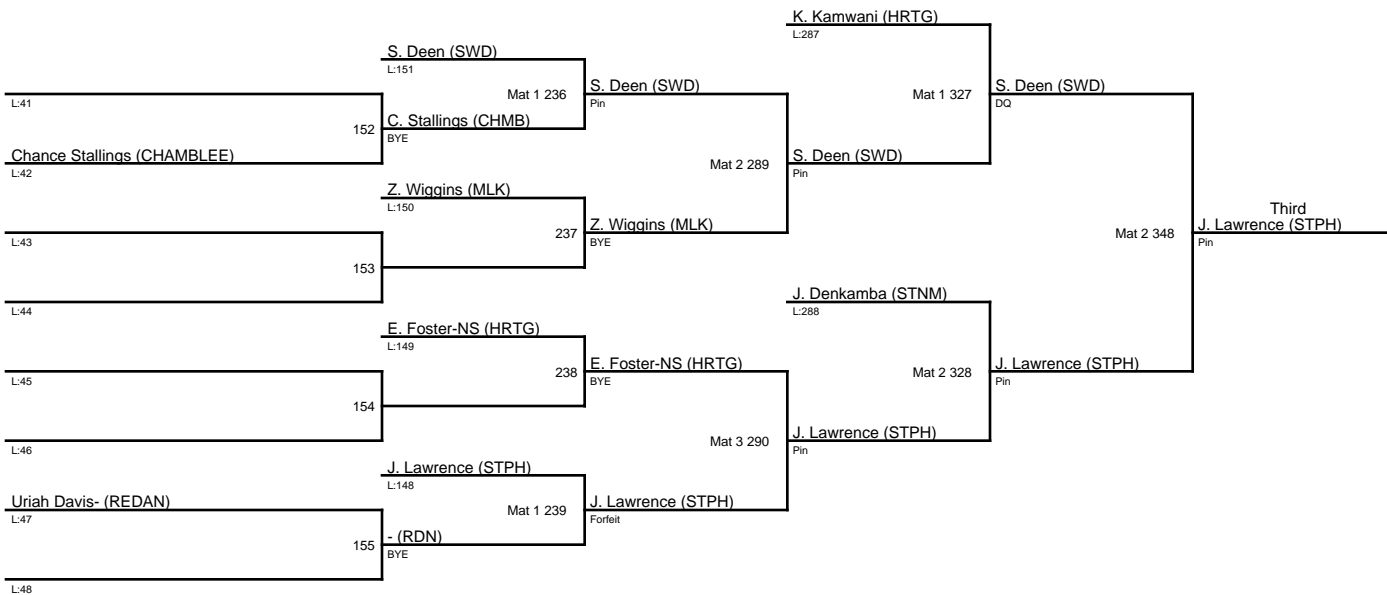 K. Kamwani (HRTG)
L:287
S. Deen (SWD)
L:151
Mat 1 236
S. Deen (SWD)
Pin
Mat 1 327
S. Deen (SWD)
DQ
L:41
152
C. Stallings (CHMB)
BYE
Chance Stallings (CHAMBLEE)
L:42
Mat 2 289
S. Deen (SWD)
Pin
Z. Wiggins (MLK)
L:150
237
Z. Wiggins (MLK)
BYE
Third
Mat 2 348
J. Lawrence (STPH)
Pin
L:43
153
L:44
J. Denkamba (STNM)
L:288
E. Foster-NS (HRTG)
L:149
238
E. Foster-NS (HRTG)
BYE
Mat 2 328
J. Lawrence (STPH)
Pin
L:45
154
L:46
Mat 3 290
J. Lawrence (STPH)
Pin
J. Lawrence (STPH)
L:148
Uriah Davis- (REDAN)
L:47
Mat 1 239
J. Lawrence (STPH)
Forfeit
155
- (RDN)
BYE
L:48